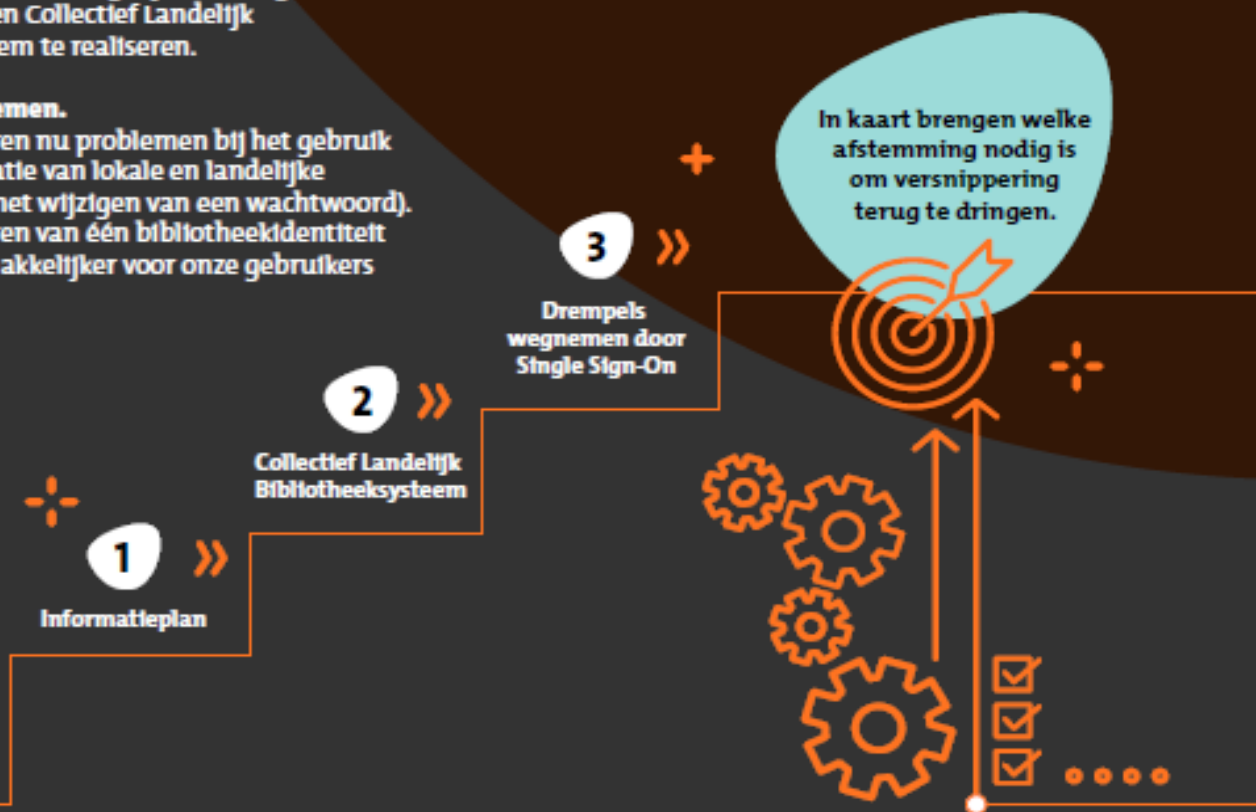 en Collectief Landelijk
em te realiseren.
emen.
en nu problemen bij het gebruik
atie van lokale en landelijke
het wijzigen van een wachtwoord).
en van één bibliotheekidentiteit
akkelijker voor onze gebruikers
In kaart brengen welke
afstemming nodig is
om versnippering
terug te dringen.
3
Drempels
wegnemen door
Single Sign-On
2
Collectief Landelijk
Bibliotheeksysteem
1
Informatieplan